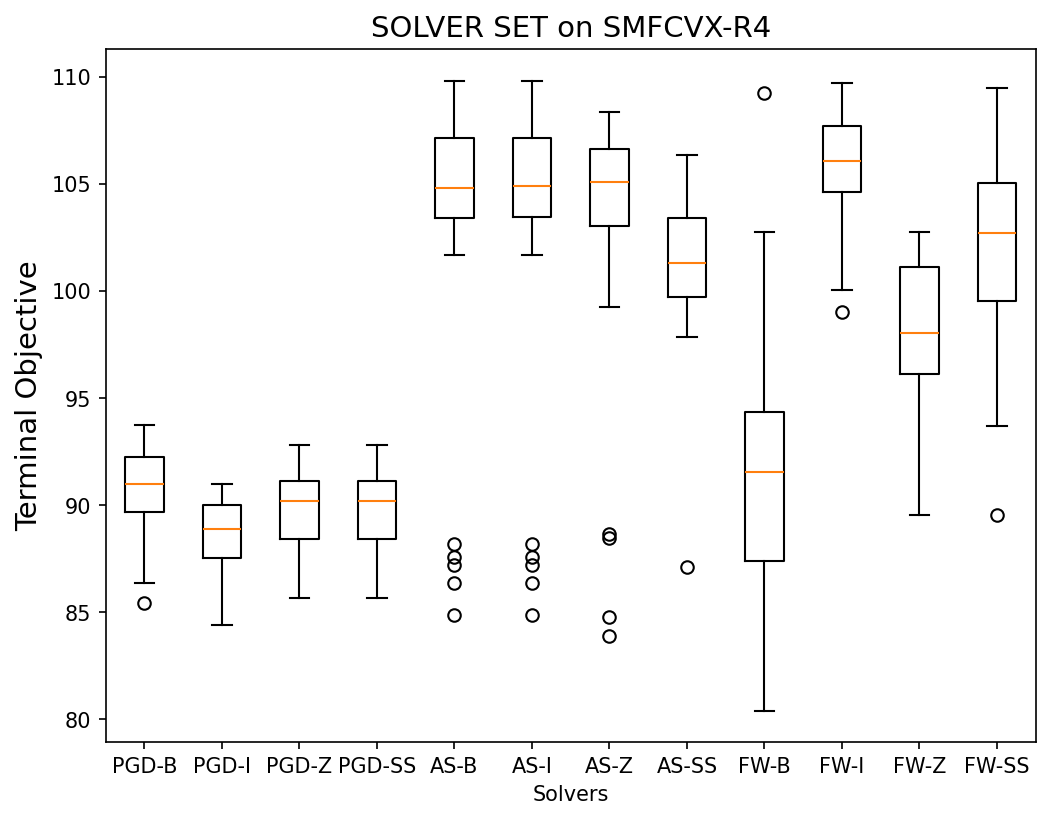 SOLVER SET on SMFCVX-R4
Terminal Objective
110
105
100
95
90
85
80
PGD-B PGD-I PGD-Z PGD-SS AS-B AS-I AS-Z AS-SS FW-B FW-I FW-Z FW-SS
Solvers